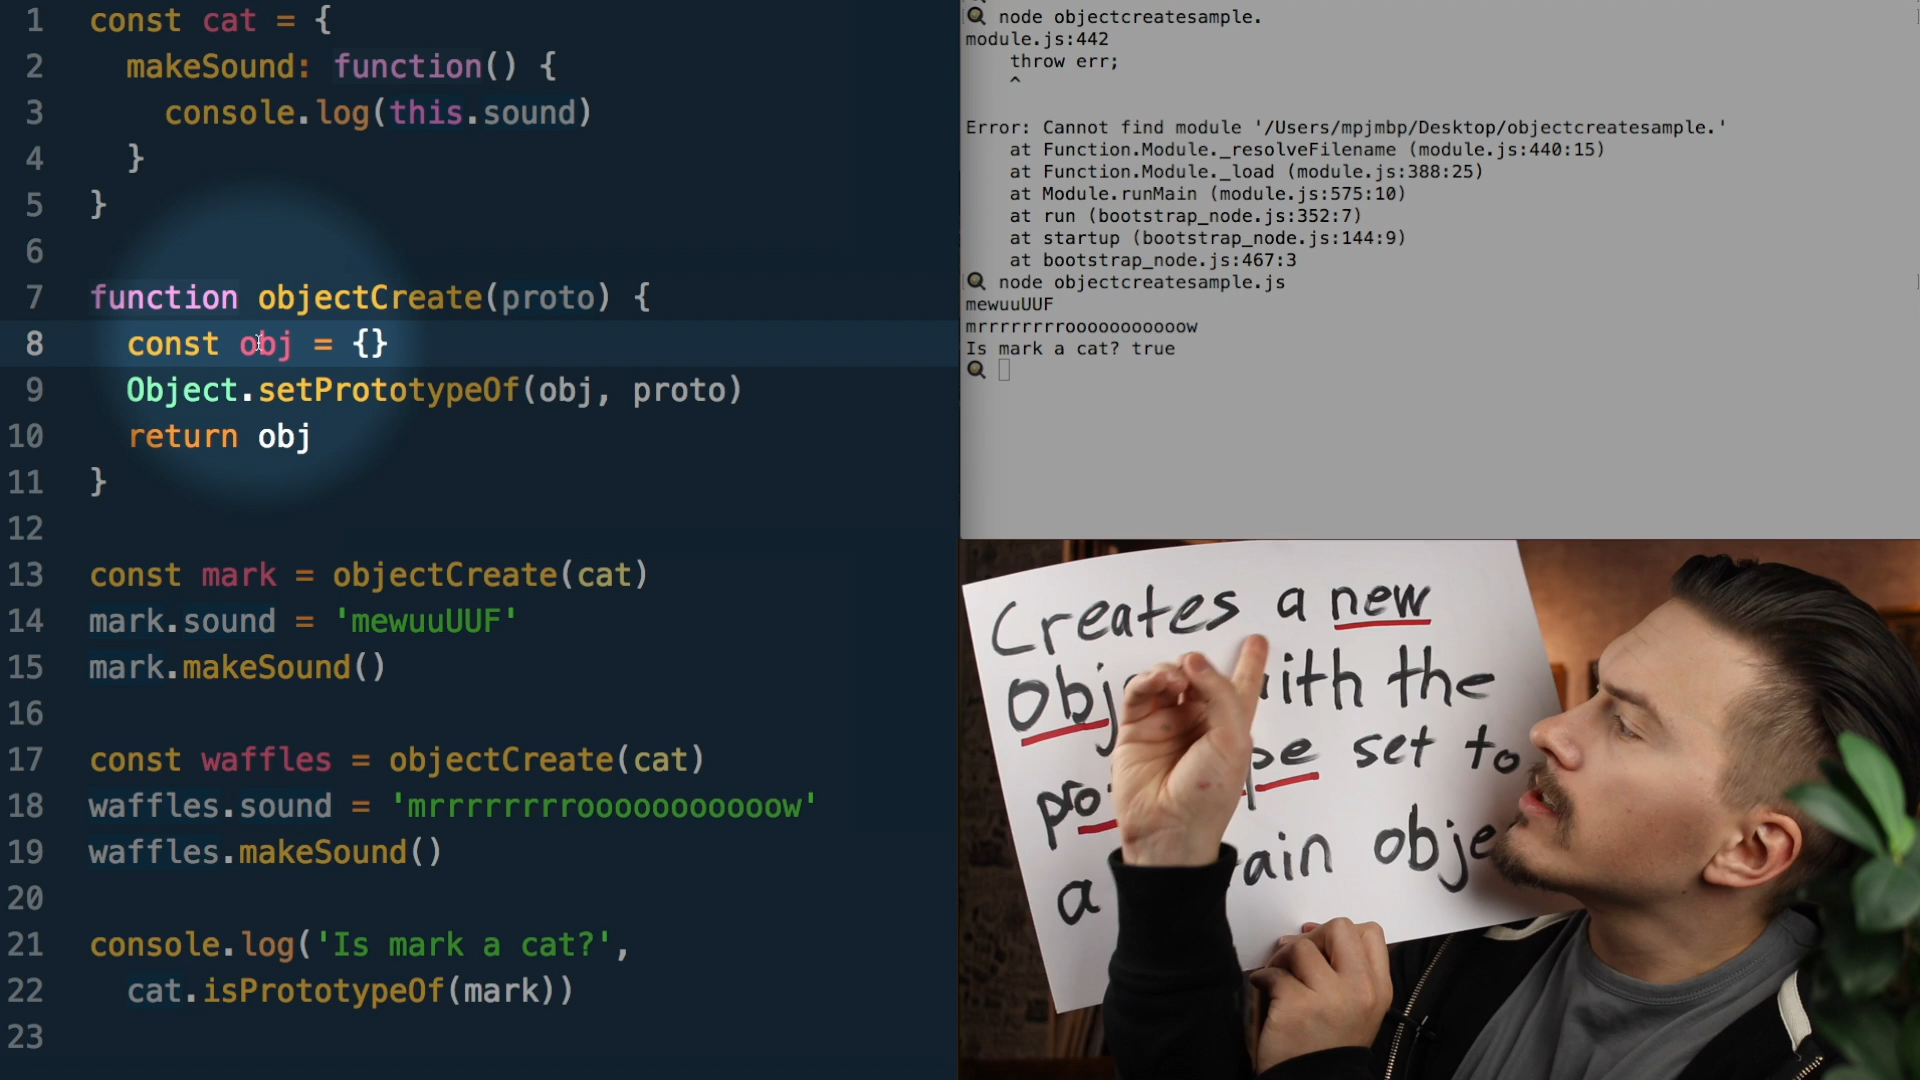 1 const cat = {
2 makeSound: function() {
3 console.log(this.sound)
4 }
5 }
6
7 function objectCreate(proto) {
8 const obj = {}
9 Object.setPrototypeOf(obj, proto)
10 return obj
11 }
12
13 const mark = objectCreate(cat)
14 mark.sound = 'mewuuUUF'
15 mark.makeSound()
16
17 const waffles = objectCreate(cat)
18 waffles.sound = 'mrrrrrrrrooooooooooow'
19 waffles.makeSound()
20
21 console.log('Is mark a cat?',
22 cat.isPrototypeOf(mark))
23
node objectcreatesample.
module.js:442
throw err;
^
Error: Cannot find module '/Users/mpjmbp/Desktop/objectcreatesample.'
at Function.Module._resolveFilename (module.js:440:15)
at Function.Module._load (module.js:388:25)
at Module.runMain (module.js:575:10)
at run (bootstrap_node.js:352:7)
at startup (bootstrap_node.js:144:9)
at bootstrap_node.js:467:3
node objectcreatesample.js
mewuuUUF
mrrrrrrrrooooooooooow
Is mark a cat? true
Creates a new
Obj with the
set to
a obje